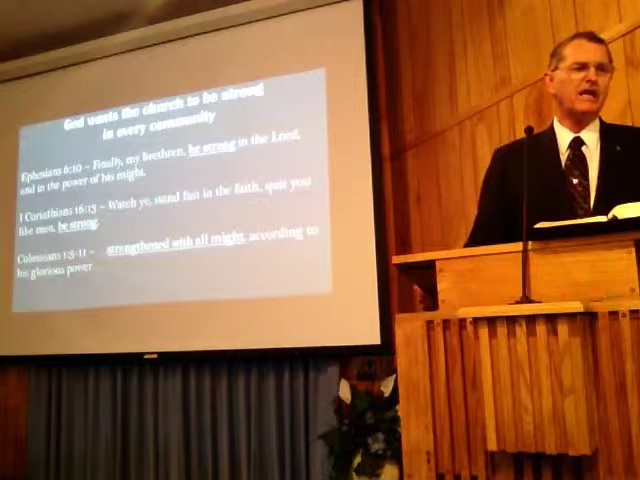 God wants the church to be strong
in every community
Ephesians 6:10 – Finally, my brethren, be strong in the Lord,
and in the power of his might.
1 Corinthians 16:13 – Watch ye, stand fast in the faith, quit you
like men, be strong.
Colossians 1:3-11 – strengthened with all might, according to
his glorious power